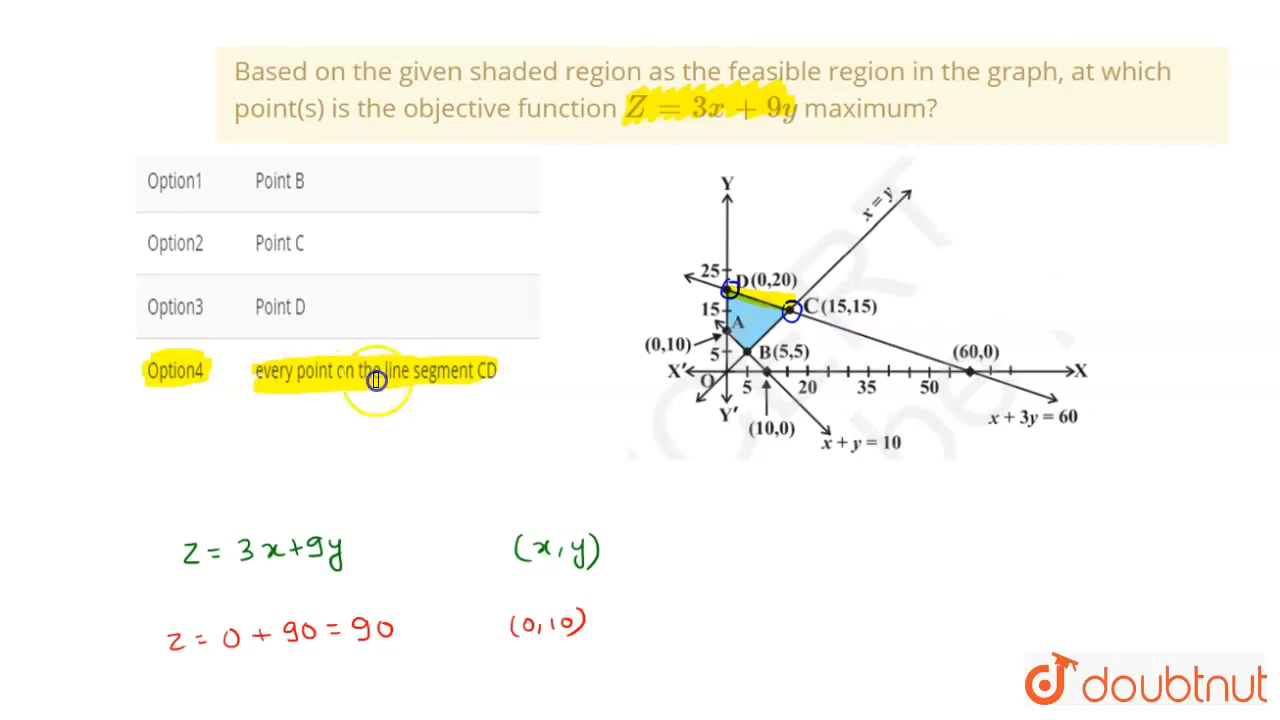 Based on the given shaded region as the feasible region in the graph, at which
point(s) is the objective function Z = 3x + 9y maximum?
Option1 Point B
Option2 Point C
Option3 Point D
Option4 every point on the line segment CD
Y
x = y
25
D(0,20)
15
C(15,15)
A
(0,10)
5
B(5,5)
(60,0)
X′
O
5
20
35
50
X
Y′
(10,0)
x + y = 10
x + 3y = 60
z = 3x+9y (x, y)
z = 0 + 90 = 90 (0, 10)
doubtnut